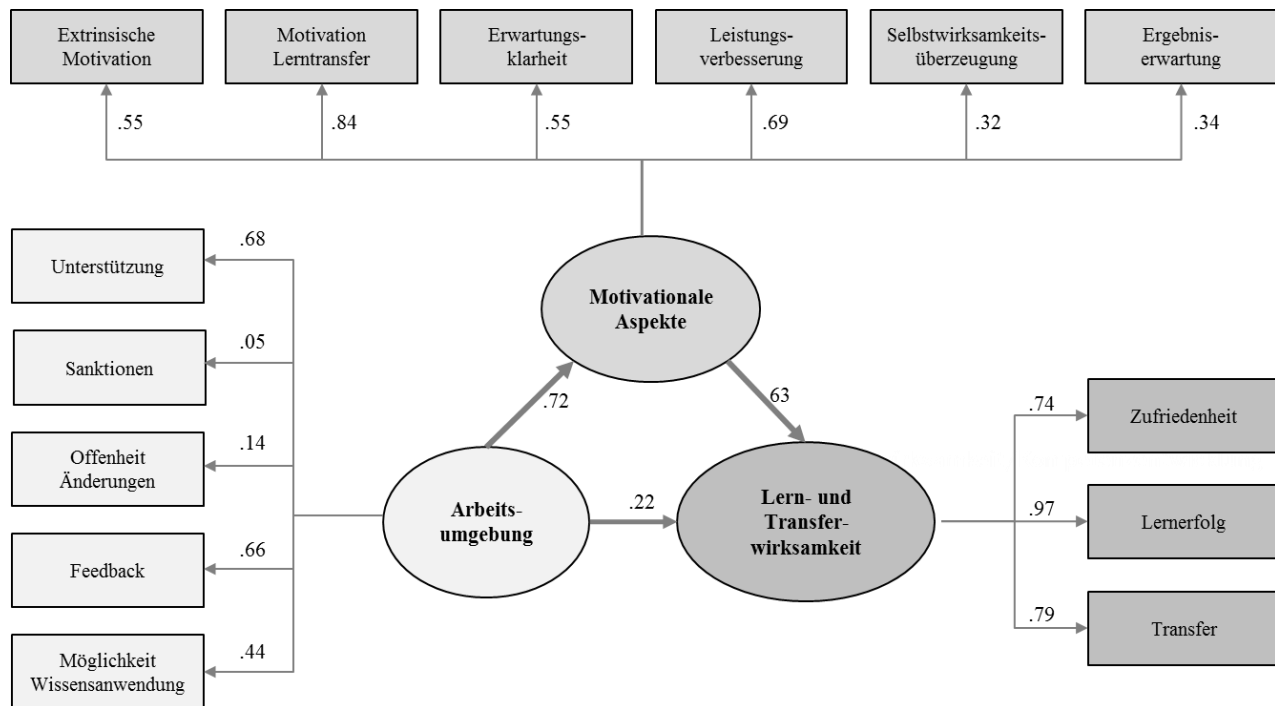 Extrinsische
Motivation
Motivation
Lerntransfer
Erwartungs-
klarheit
Leistungs-
verbesserung
Selbstwirksamkeits-
überzeugung
Ergebnis-
erwartung
.55
.84
.55
.69
.32
.34
Unterstützung
.68
Sanktionen
.05
Offenheit
Änderungen
.14
Feedback
.66
Möglichkeit
Wissensanwendung
.44
Motivationale
Aspekte
.72
63
Arbeits-
umgebung
.22
Lern- und
Transfer-
wirksamkeit
.74
Zufriedenheit
.97
Lernerfolg
.79
Transfer